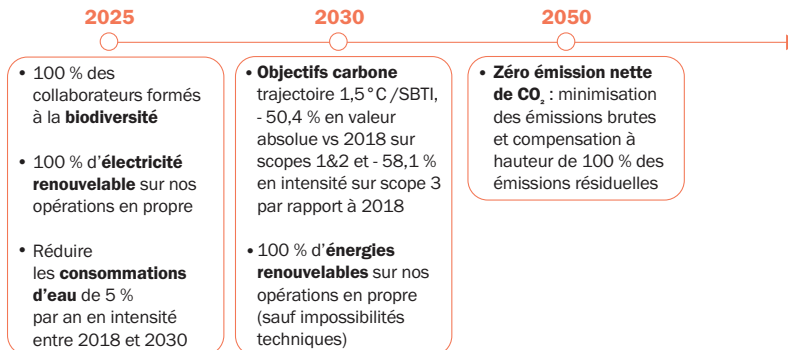 2025
2030
2050
• 100 % des
collaborateurs formés
à la biodiversité
• 100 % d'électricité
renouvelable sur nos
opérations en propre
• Réduire
les consommations
d'eau de 5 %
par an en intensité
entre 2018 et 2030
• Objectifs carbone
trajectoire 1,5°C /SBTI,
- 50,4 % en valeur
absolue vs 2018 sur
scopes 1&2 et - 58,1 %
en intensité sur scope 3
par rapport à 2018
• 100 % d'énergies
renouvelables sur nos
opérations en propre
(sauf impossibilités
techniques)
• Zéro émission nette
de CO₂ : minimisation
des émissions brutes
et compensation à
hauteur de 100 % des
émissions résiduelles